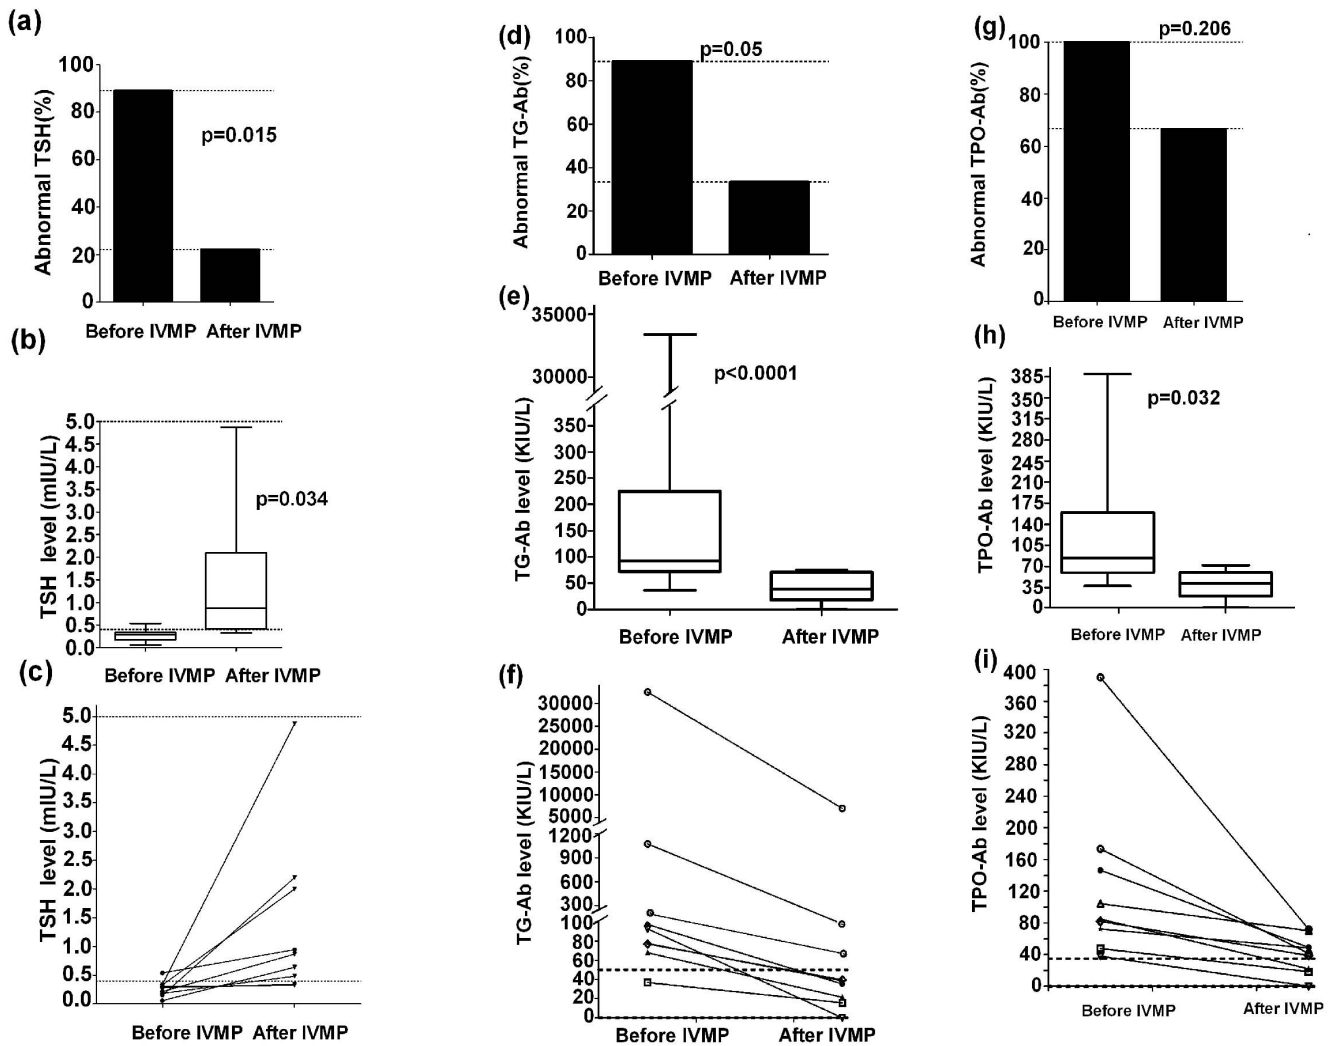 (a)
Abnormal TSH(%)
100
80
60
40
20
0
p=0.015
Before IVMP After IVMP
(b)
TSH level (mIU/L)
5.0
4.5
4.0
3.5
3.0
2.5
2.0
1.5
1.0
0.5
0.0
p=0.034
Before IVMP After IVMP
(c)
TSH level (mIU/L)
5.0
4.5
4.0
3.5
3.0
2.5
2.0
1.5
1.0
0.5
0.0
Before IVMP After IVMP
(d)
Abnormal TG-Ab(%)
100
80
60
40
20
0
p=0.05
Before IVMP After IVMP
(e)
TG-Ab level (KIU/L)
35000
30000
350
300
250
200
150
100
50
0
p<0.0001
Before IVMP After IVMP
(f)
TG-Ab level (KIU/L)
30000
25000
20000
15000
10000
5000
1200
900
600
300
100
80
60
40
20
0
Before IVMP After IVMP
(g)
Abnormal TPO-Ab(%)
100
80
60
40
20
0
p=0.206
Before IVMP After IVMP
(h)
TPO-Ab level (KIU/L)
385
350
315
280
245
210
175
140
105
70
35
0
p=0.032
Before IVMP After IVMP
(i)
TPO-Ab level (KIU/L)
400
360
320
280
240
200
160
120
80
40
0
Before IVMP After IVMP